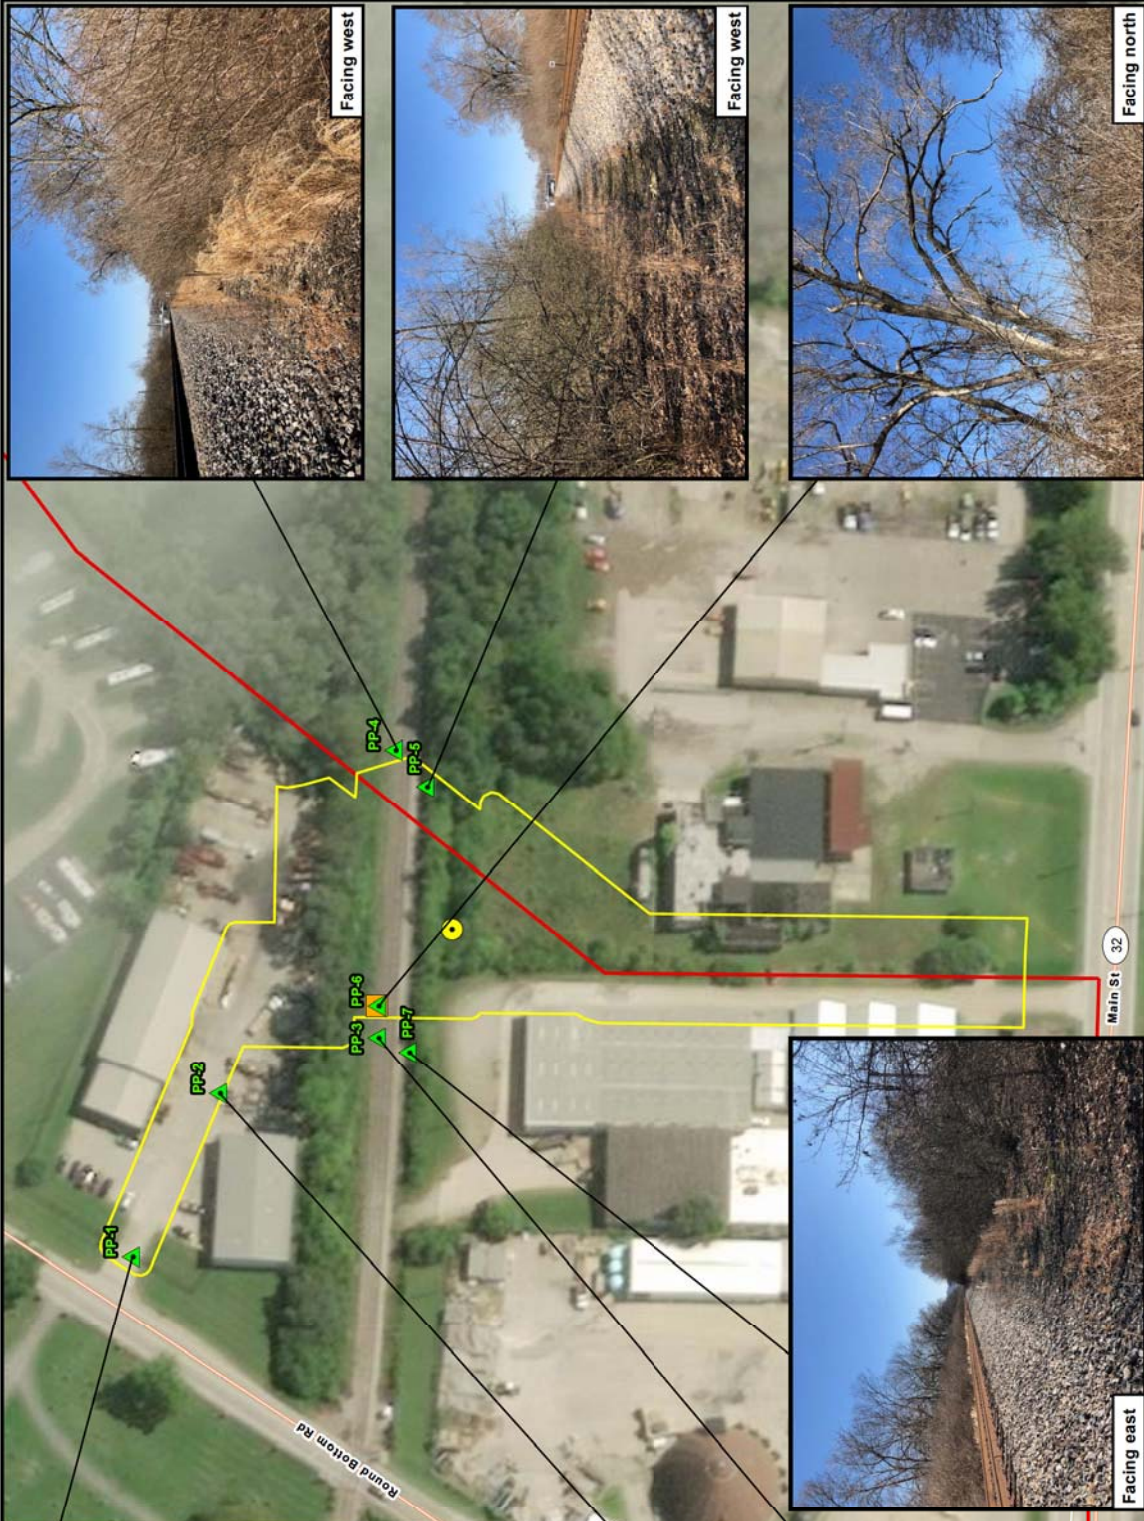 Facing west
Facing west
Facing north
PP-4
PP-5
PP-6
PP-3
PP-7
PP-2
PP-1
Round Bottom Rd
Main St
32
Facing east